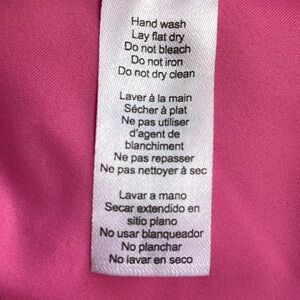 Hand wash
Lay flat dry
Do not bleach
Do not iron
Do not dry clean
Laver à la main
Sécher à plat
Ne pas utiliser
d'agent de
blanchiment
Ne pas repasser
Ne pas nettoyer à sec
Lavar a mano
Secar extendido en
sitio plano
No usar blanqueador
No planchar
No lavar en seco